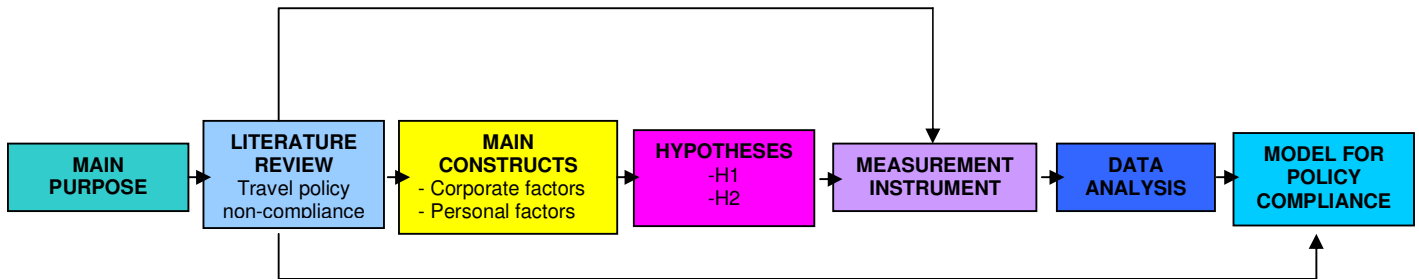 MAIN
PURPOSE
LITERATURE
REVIEW
Travel policy
non-compliance
MAIN
CONSTRUCTS
- Corporate factors
- Personal factors
HYPOTHESES
-H1
-H2
MEASUREMENT
INSTRUMENT
DATA
ANALYSIS
MODEL FOR
POLICY
COMPLIANCE